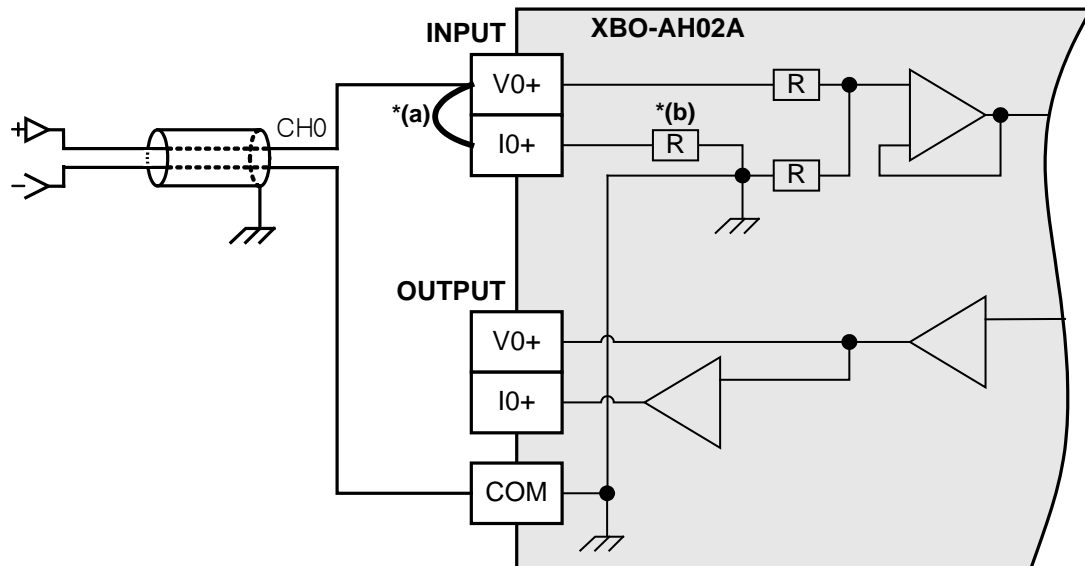 INPUT
XBO-AH02A
V0+
R
*(a)
*(b)
+
CH0
I0+
R
-
R
OUTPUT
V0+
I0+
COM